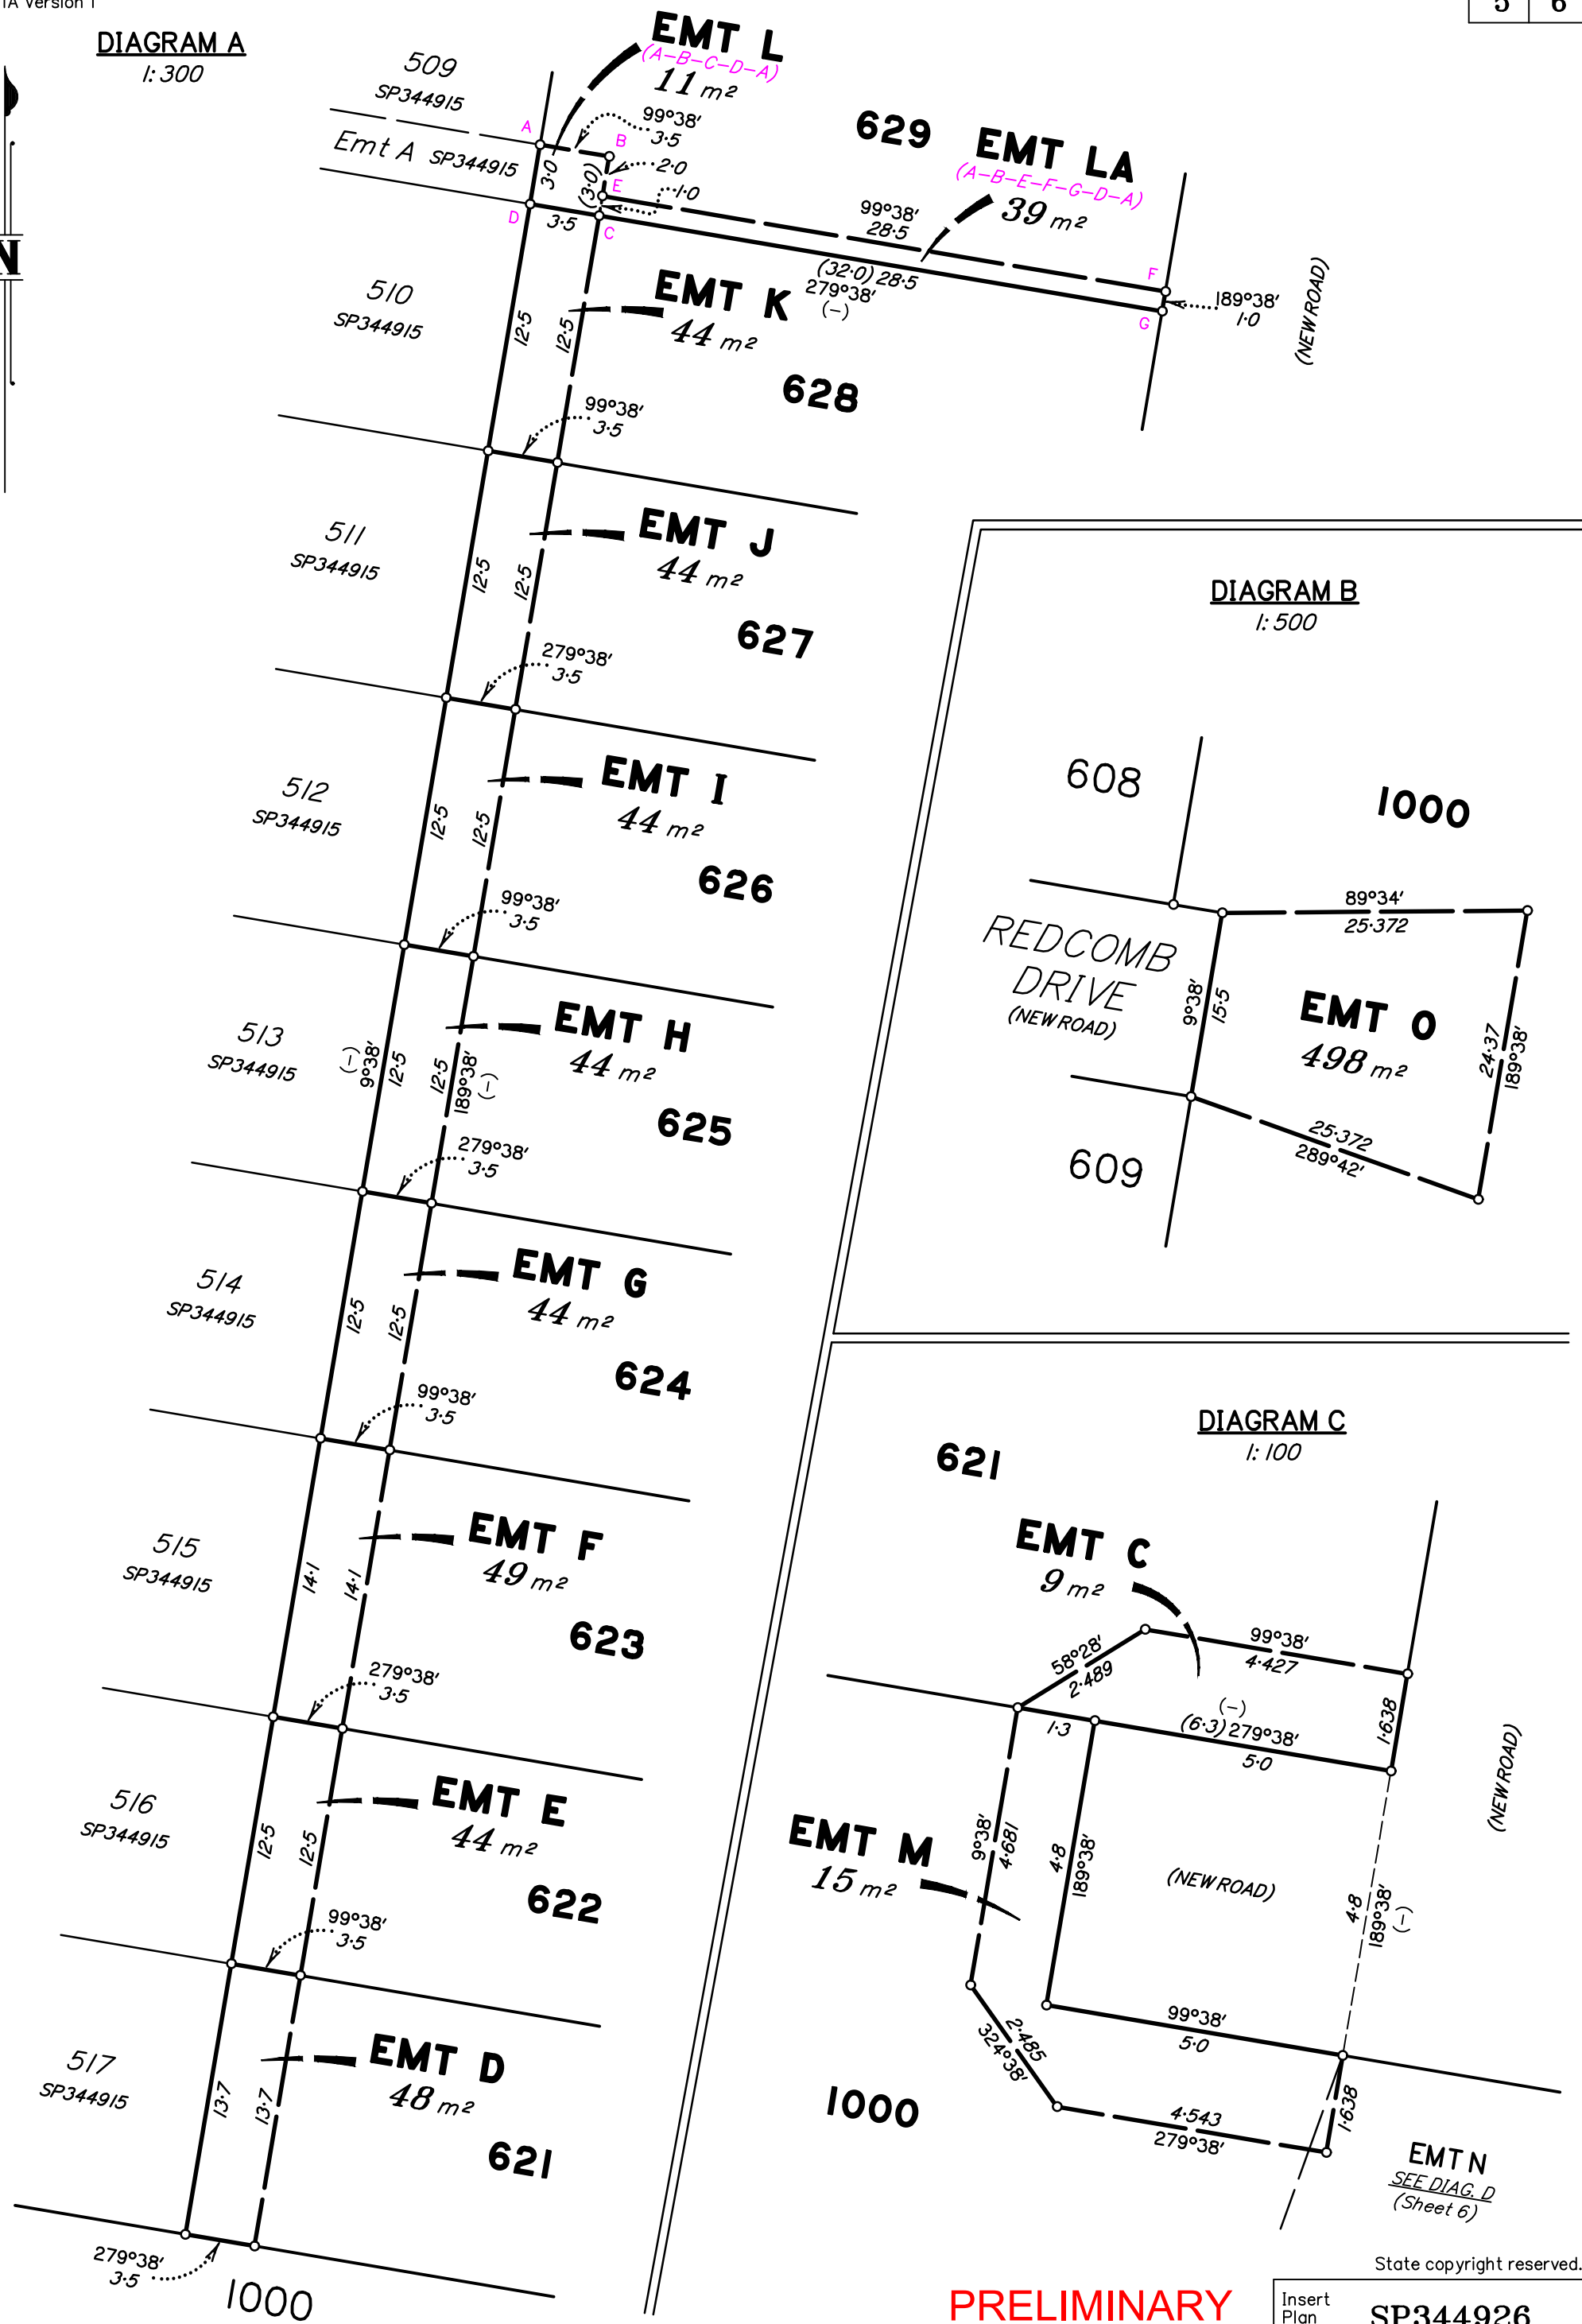 1A Version 1
5 6
DIAGRAM A
1:300
509
SP344915
EMT L
(A-B-C-D-A)
11 m²
A
99°38'
3·5
B
Emt A SP344915
3·0
(3·0)
2·0
E
1·0
D
3·5
C
629
EMT LA
(A-B-E-F-G-D-A)
39 m²
99°38'
28·5
(32·0) 28·5
279°38'
(-)
F
G
189°38'
1·0
(NEW ROAD)
N
510
SP344915
12·5
12·5
EMT K
44 m²
628
99°38'
3·5
511
SP344915
12·5
12·5
EMT J
44 m²
627
279°38'
3·5
512
SP344915
12·5
12·5
EMT I
44 m²
626
99°38'
3·5
513
SP344915
(-)
9°38'
12·5
12·5
189°38'
(-)
EMT H
44 m²
625
279°38'
3·5
514
SP344915
12·5
12·5
EMT G
44 m²
624
99°38'
3·5
515
SP344915
14·1
14·1
EMT F
49 m²
623
279°38'
3·5
516
SP344915
12·5
12·5
EMT E
44 m²
622
99°38'
3·5
517
SP344915
13·7
13·7
EMT D
48 m²
621
279°38'
3·5
1000
DIAGRAM B
1:500
608
1000
89°34'
25·372
REDCOMB
DRIVE
(NEW ROAD)
9°38'
15·5
EMT O
498 m²
24·37
189°38'
25·372
289°42'
609
DIAGRAM C
1:100
621
EMT C
9 m²
58°28'
2·489
99°38'
4·427
(-)
(6·3) 279°38'
1·3
5·0
1·638
(NEW ROAD)
EMT M
15 m²
9°38'
4·681
4·8
189°38'
(NEW ROAD)
4·8
189°38'
(-)
99°38'
5·0
2·485
324°38'
1000
4·543
279°38'
1·638
EMT N
SEE DIAG. D
(Sheet 6)
State copyright reserved.
PRELIMINARY
Insert
Plan
SP344926